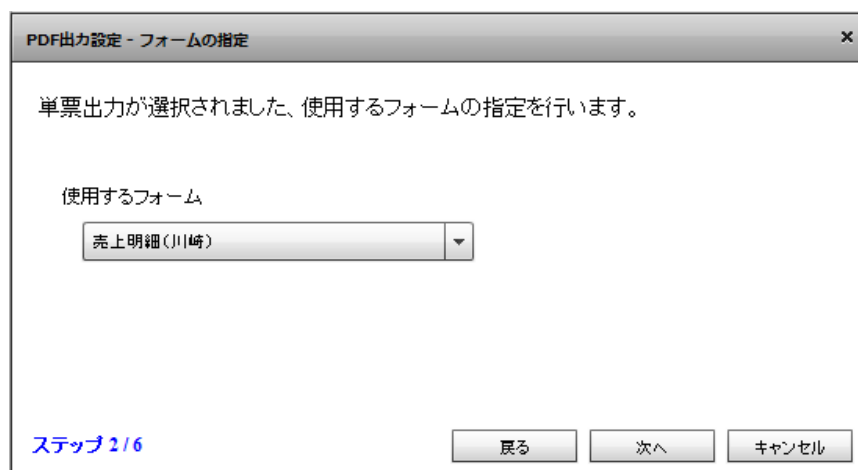 PDF出力設定 - フォームの指定
×
単票出力が選択されました、使用するフォームの指定を行います。
使用するフォーム
売上明細(川崎)
ステップ 2 / 6
戻る
次へ
キャンセル